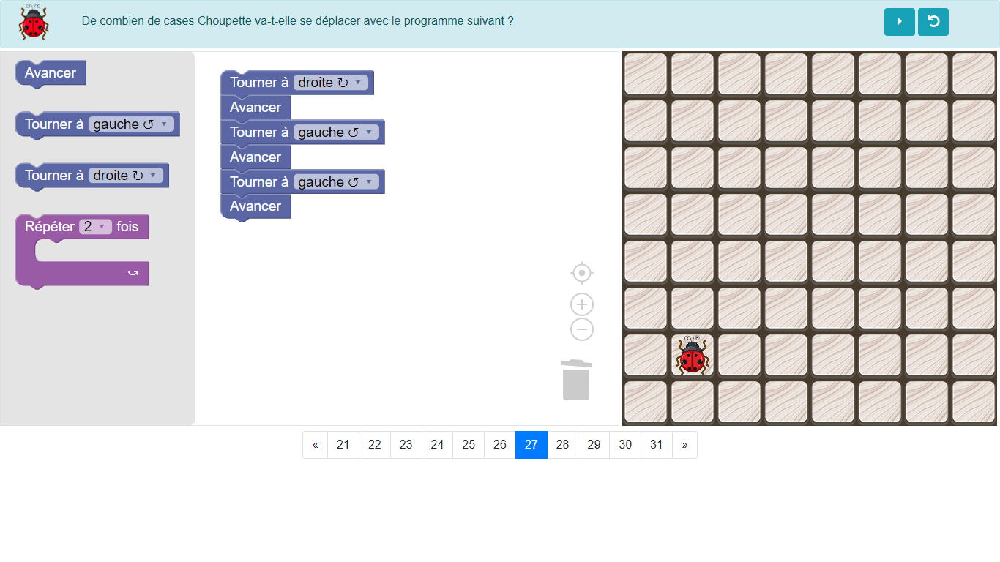 De combien de cases Choupette va-t-elle se déplacer avec le programme suivant ?
Avancer
Tourner à gauche ↺ ▾
Tourner à droite ↻ ▾
Répéter 2 ▾ fois
Tourner à droite ↻ ▾
Avancer
Tourner à gauche ↺ ▾
Avancer
Tourner à gauche ↺ ▾
Avancer
« 21 22 23 24 25 26 27 28 29 30 31 »